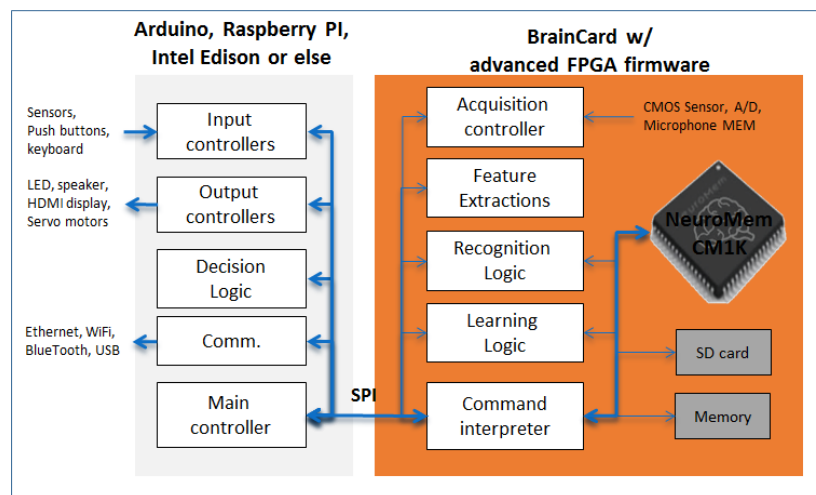 Arduino, Raspberry PI,
Intel Edison or else
BrainCard w/
advanced FPGA firmware
Sensors,
Push buttons,
keyboard
Input
controllers
LED, speaker,
HDMI display,
Servo motors
Output
controllers
Decision
Logic
Ethernet, WiFi,
BlueTooth, USB
Comm.
Main
controller
SPI
Acquisition
controller
CMOS Sensor, A/D,
Microphone MEM
Feature
Extractions
Recognition
Logic
Learning
Logic
Command
interpreter
NeuroMem
NeuroMem
CM1K
SD card
Memory